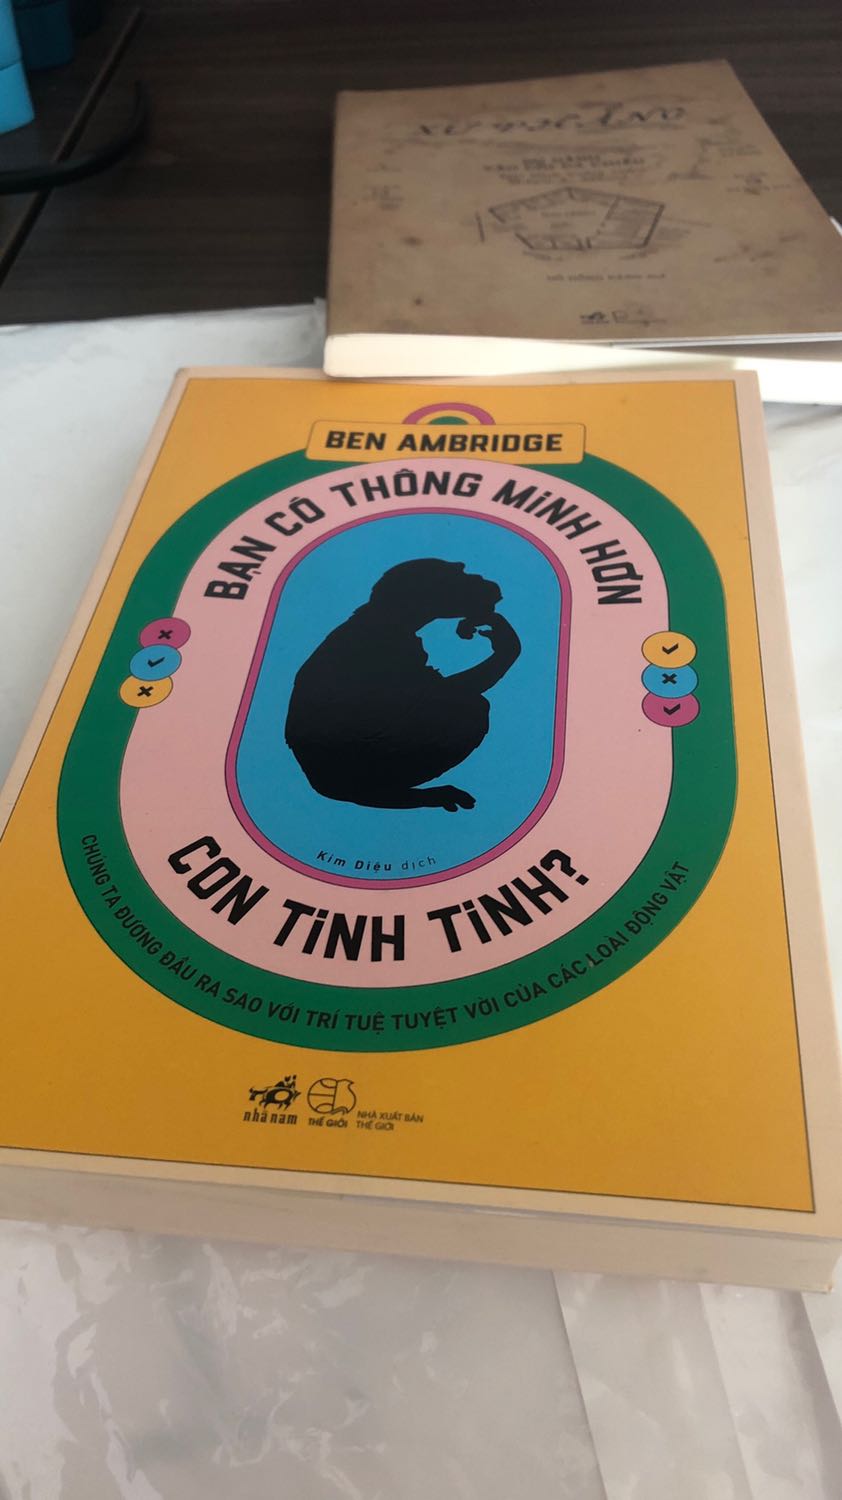 BEN AMBRIDGE
BẠN CÓ THÔNG MINH HƠN
CON TINH TINH?
Kim Diệu dịch
CHÚNG TA ĐƯƠNG ĐẦU RA SAO VỚI TRÍ TUỆ TUYỆT VỜI CỦA CÁC LOÀI ĐỘNG VẬT
nhã nam
THẾ GIỚI
NHÀ XUẤT BẢN
THẾ GIỚI